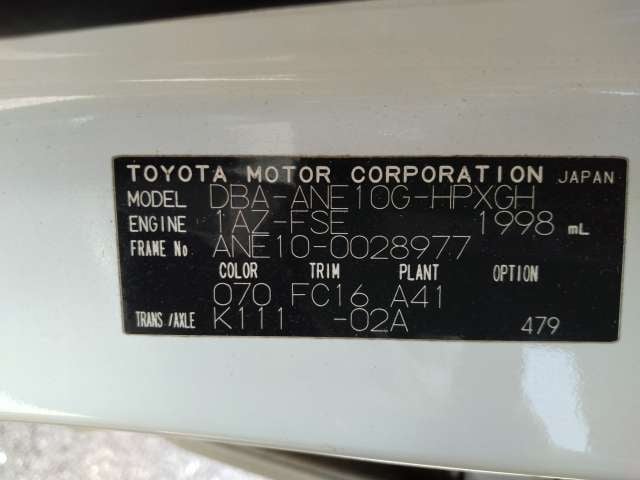 TOYOTA MOTOR CORPORATION JAPAN
MODEL DBA-ANE10G-HPXGH
ENGINE 1AZ-FSE 1998 mL
FRAME No ANE10-0028977
COLOR TRIM PLANT OPTION
070 FC16 A41
TRANS/AXLE K111 -02A 479